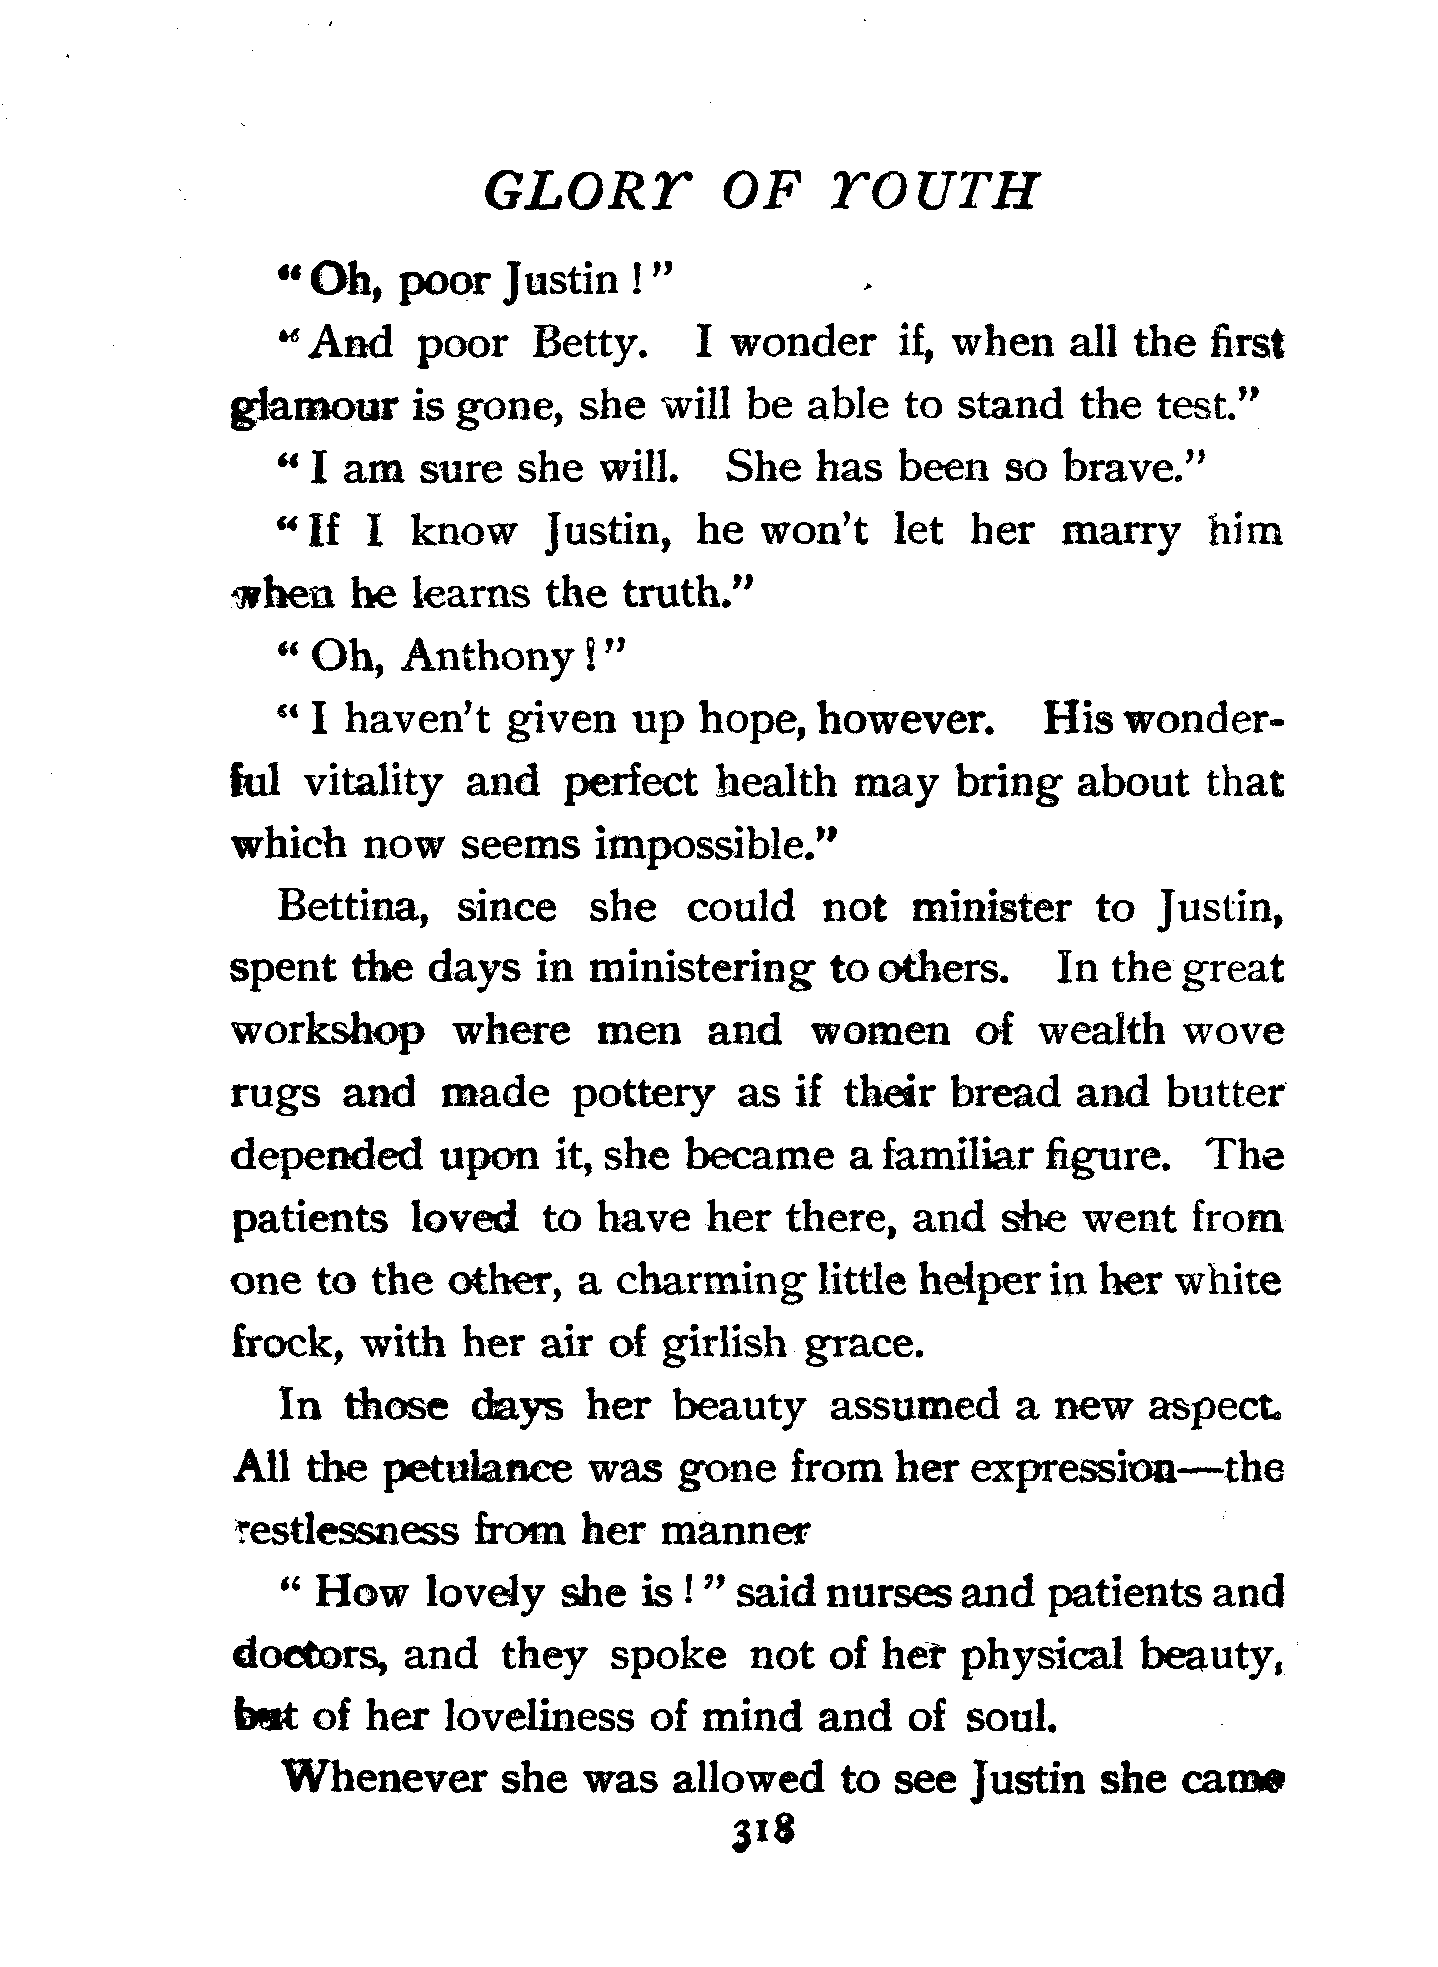 GLORY OF YOUTH
"Oh, poor Justin!"
"And poor Betty. I wonder if, when all the first
glamour is gone, she will be able to stand the test."
"I am sure she will. She has been so brave."
"If I know Justin, he won't let her marry him
when he learns the truth."
"Oh, Anthony!"
"I haven't given up hope, however. His wonder-
ful vitality and perfect health may bring about that
which now seems impossible."
Bettina, since she could not minister to Justin,
spent the days in ministering to others. In the great
workshop where men and women of wealth wove
rugs and made pottery as if their bread and butter
depended upon it, she became a familiar figure. The
patients loved to have her there, and she went from
one to the other, a charming little helper in her white
frock, with her air of girlish grace.
In those days her beauty assumed a new aspect.
All the petulance was gone from her expression—the
restlessness from her manner
"How lovely she is!" said nurses and patients and
doctors, and they spoke not of her physical beauty,
but of her loveliness of mind and of soul.
Whenever she was allowed to see Justin she came
318